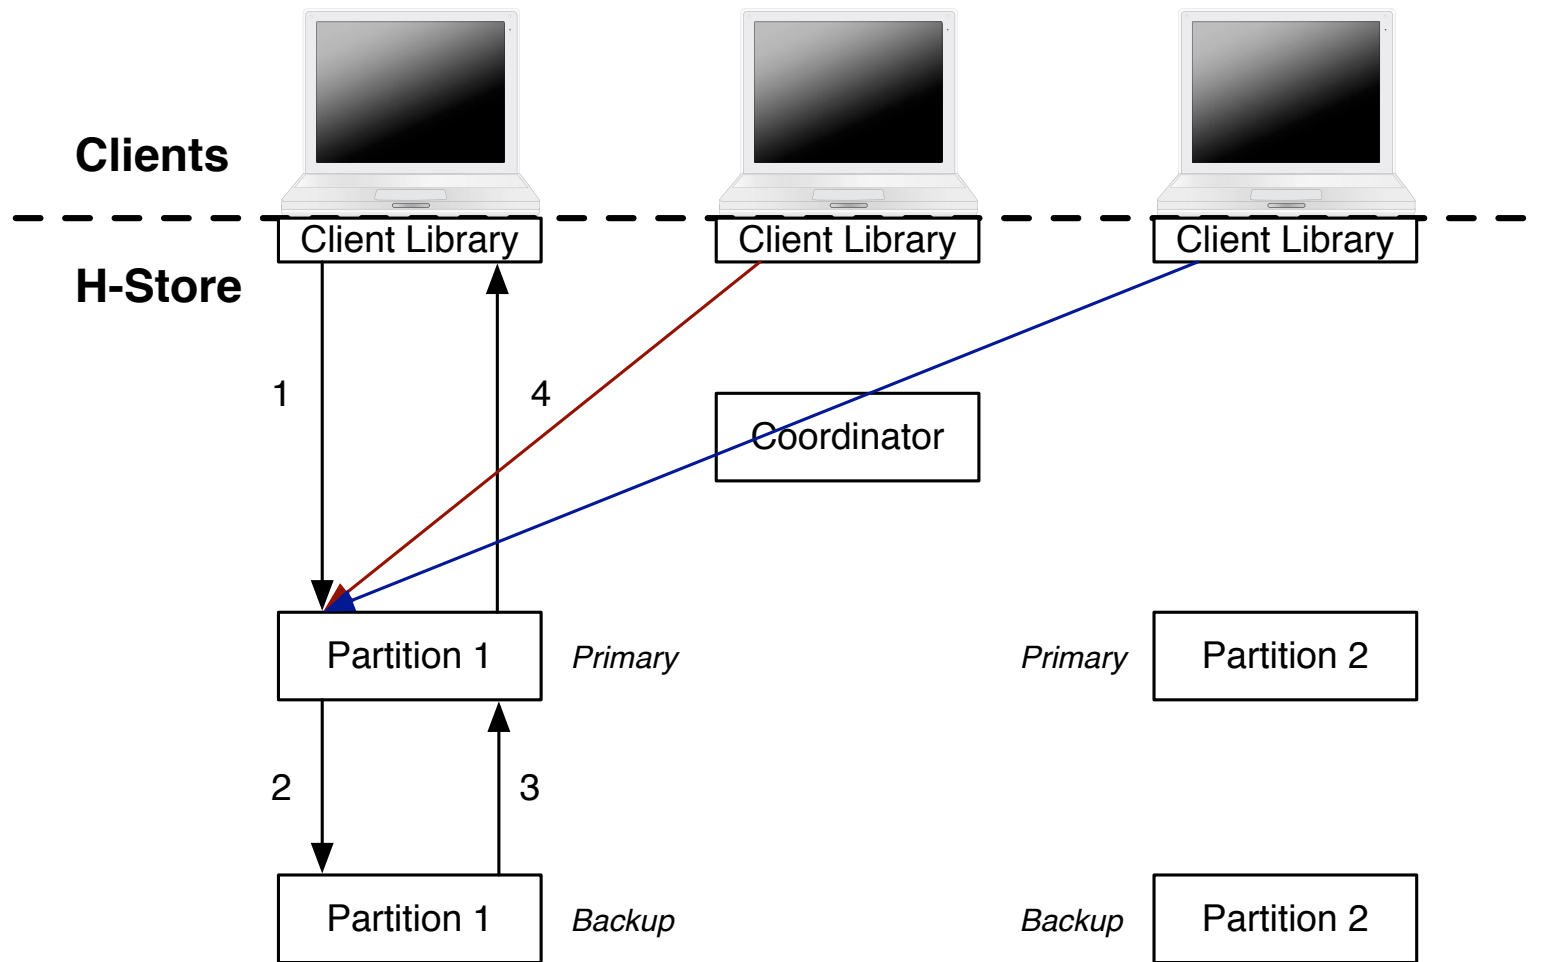 Clients
Client Library Client Library Client Library
H-Store
1 4
Coordinator
Partition 1 Primary Primary Partition 2
2 3
Partition 1 Backup Backup Partition 2